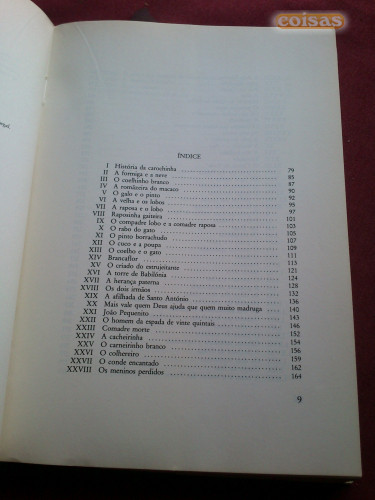 coisas
ÍNDICE
I História da carochinha 79
II A formiga e a neve 85
III O coelhinho branco 87
IV A romãzeira do macaco 90
V O galo e o pinto 92
VI A velha e os lobos 95
VII A raposa e o lobo 97
VIII Raposinha gaiteira 101
IX O compadre lobo e a comadre raposa 103
X O rabo do gato 105
XI O pinto borrachudo 107
XII O coco e a poupa 109
XIII O coelho e o gato 111
XIV Brancaflor 113
XV O criado do estrujeitante 121
XVI A torre de Babilónia 124
XVII A herança paterna 128
XVIII Os dois irmãos 132
XIX A afilhada de Santo António 136
XX Mais vale quem Deus ajuda que quem muito madruga 140
XXI João Pequenito 143
XXII O homem da espada de vinte quintais 146
XXIII Comadre morte 152
XXIV A cacheirinha 154
XXV O carneirinho branco 156
XXVI O colhereiro 159
XXVII O conde encantado 162
XXVIII Os meninos perdidos 164
9